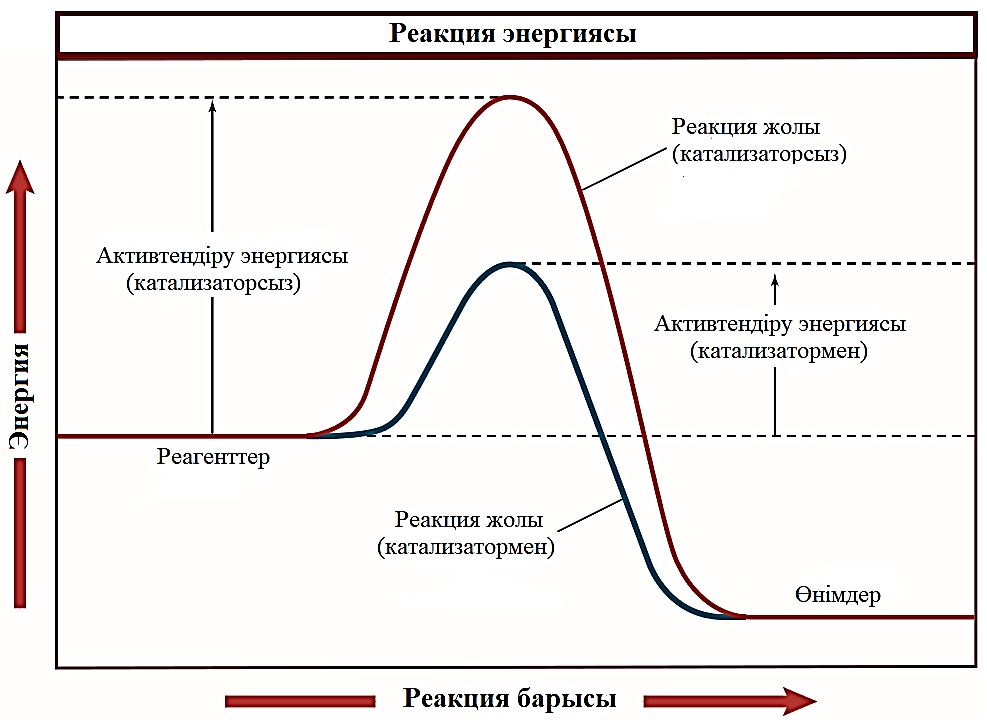 Реакция энергиясы
Реакция жолы
(катализаторсыз)
Активтендіру энергиясы
(катализаторсыз)
Активтендіру энергиясы
(катализатормен)
Энергия
Реагенттер
Реакция жолы
(катализатормен)
Өнімдер
Реакция барысы